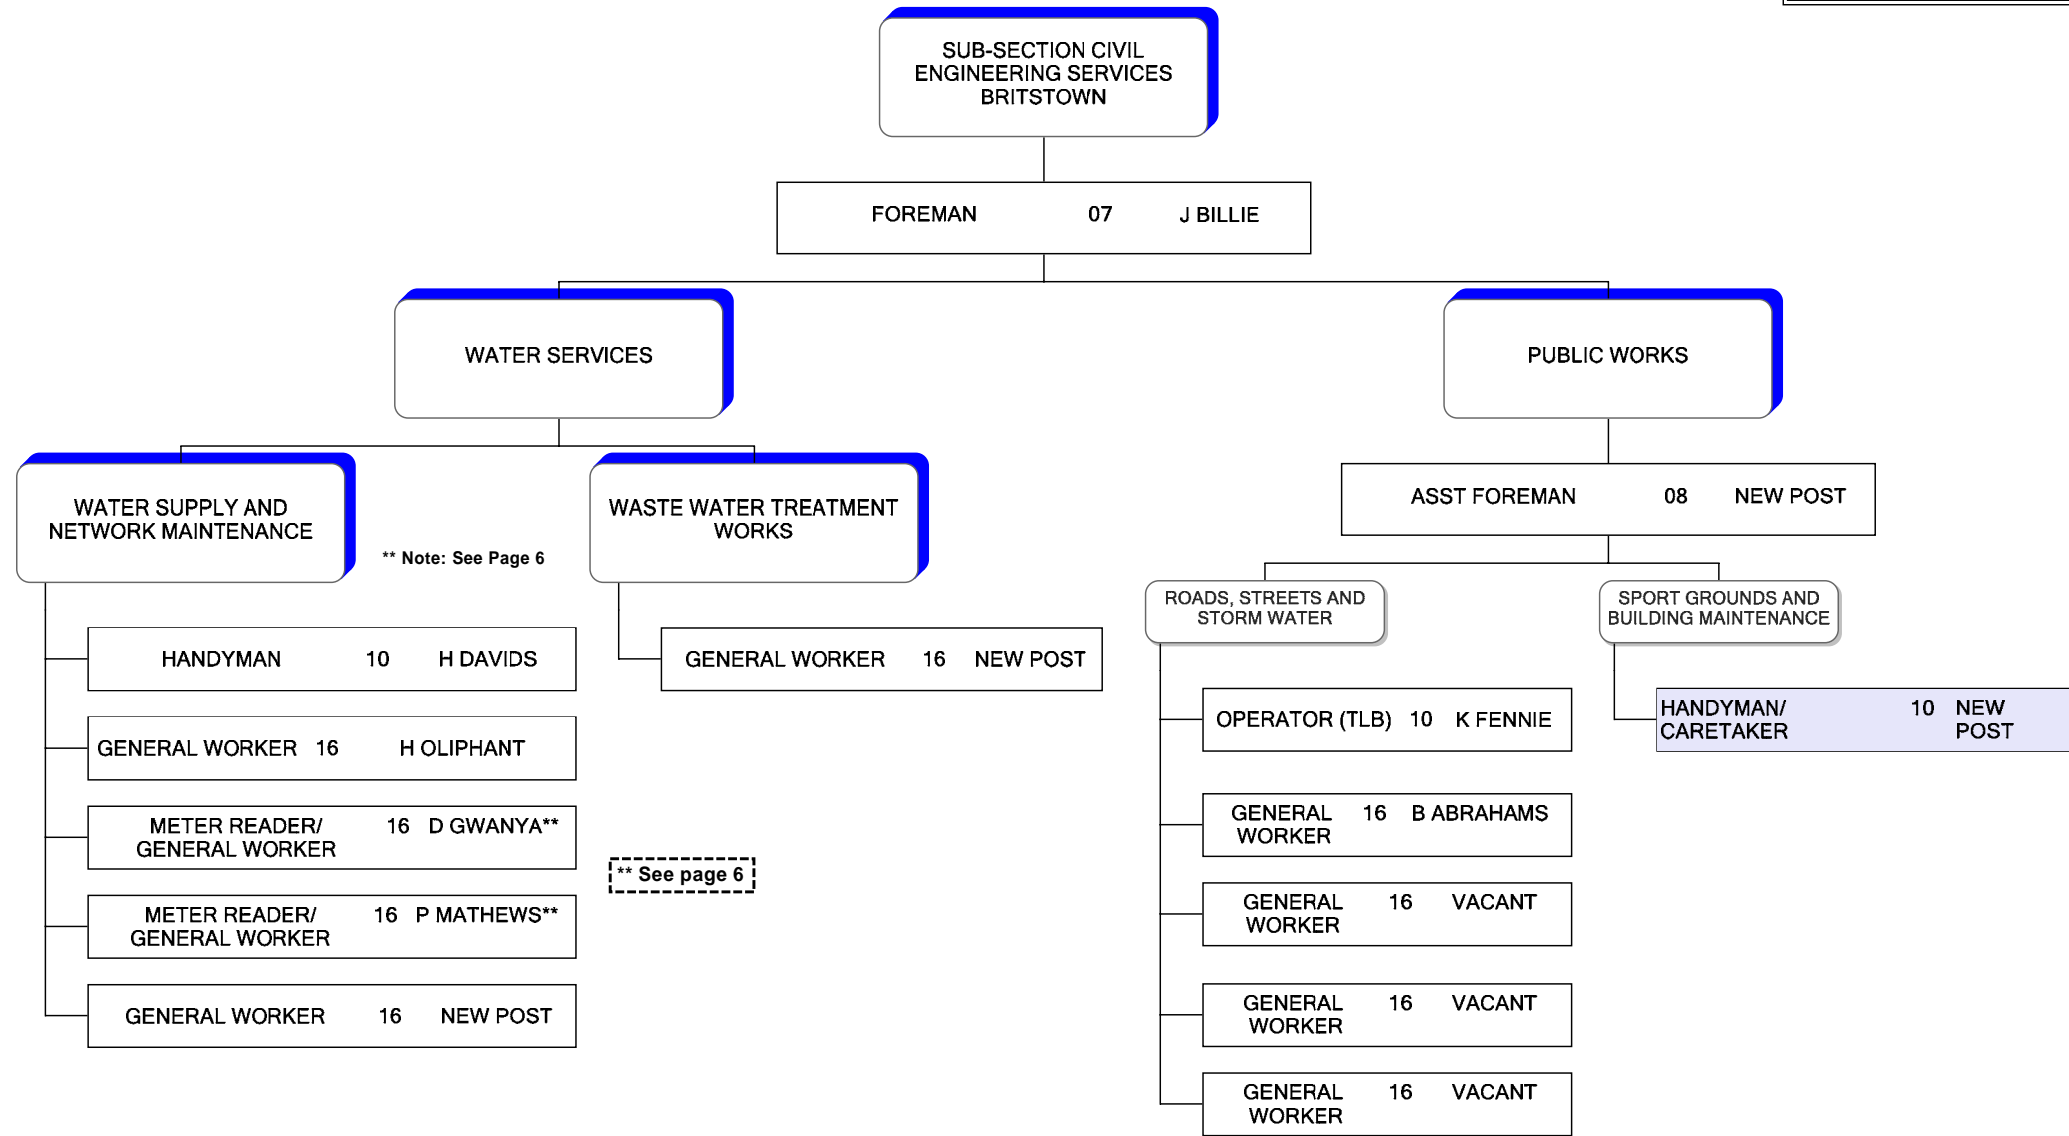 SUB-SECTION CIVIL
ENGINEERING SERVICES
BRITSTOWN
FOREMAN 07 J BILLIE
WATER SERVICES
PUBLIC WORKS
WATER SUPPLY AND
NETWORK MAINTENANCE
** Note: See Page 6
WASTE WATER TREATMENT
WORKS
ASST FOREMAN 08 NEW POST
ROADS, STREETS AND
STORM WATER
SPORT GROUNDS AND
BUILDING MAINTENANCE
HANDYMAN 10 H DAVIDS
GENERAL WORKER 16 H OLIPHANT
METER READER/ 16 D GWANYA**
GENERAL WORKER
METER READER/ 16 P MATHEWS**
GENERAL WORKER
GENERAL WORKER 16 NEW POST
GENERAL WORKER 16 NEW POST
** See page 6
OPERATOR (TLB) 10 K FENNIE
GENERAL 16 B ABRAHAMS
WORKER
GENERAL 16 VACANT
WORKER
GENERAL 16 VACANT
WORKER
GENERAL 16 VACANT
WORKER
HANDYMAN/ 10 NEW
CARETAKER POST